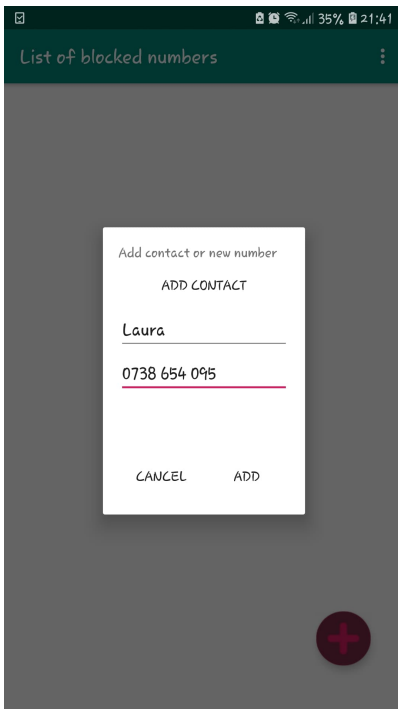 35% 21:41
List of blocked numbers
Add contact or new number
ADD CONTACT
Laura
0738 654 095
CANCEL ADD